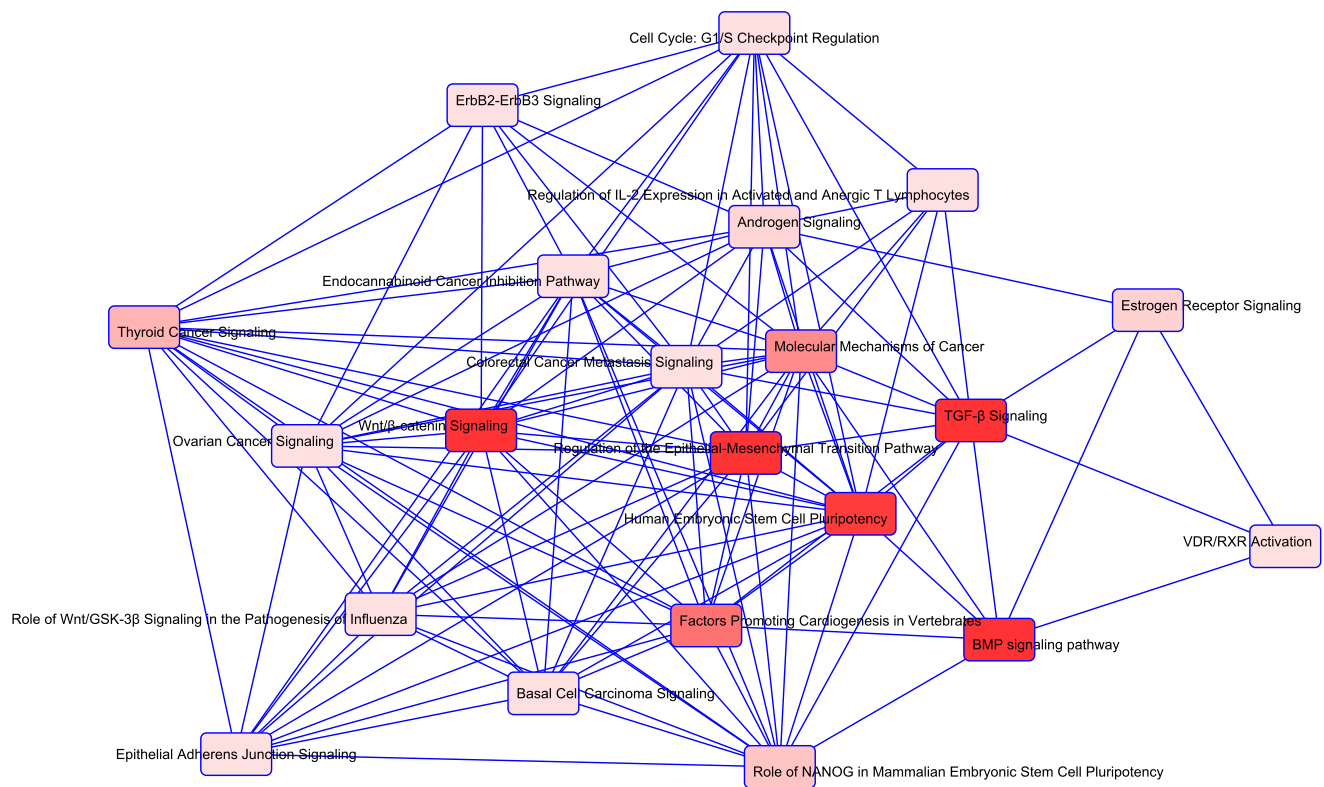 Cell Cycle: G1/S Checkpoint Regulation
ErbB2-ErbB3 Signaling
Regulation of IL-2 Expression in Activated and Anergic T Lymphocytes
Androgen Signaling
Endocannabinoid Cancer Inhibition Pathway
Estrogen Receptor Signaling
Thyroid Cancer Signaling
Molecular Mechanisms of Cancer
Colorectal Cancer Metastasis Signaling
TGF-β Signaling
Wnt/β-catenin Signaling
Ovarian Cancer Signaling
Regulation of the Epithelial-Mesenchymal Transition Pathway
Human Embryonic Stem Cell Pluripotency
VDR/RXR Activation
Role of Wnt/GSK-3β Signaling in the Pathogenesis of Influenza
Factors Promoting Cardiogenesis in Vertebrates
BMP signaling pathway
Basal Cell Carcinoma Signaling
Epithelial Adherens Junction Signaling
Role of NANOG in Mammalian Embryonic Stem Cell Pluripotency